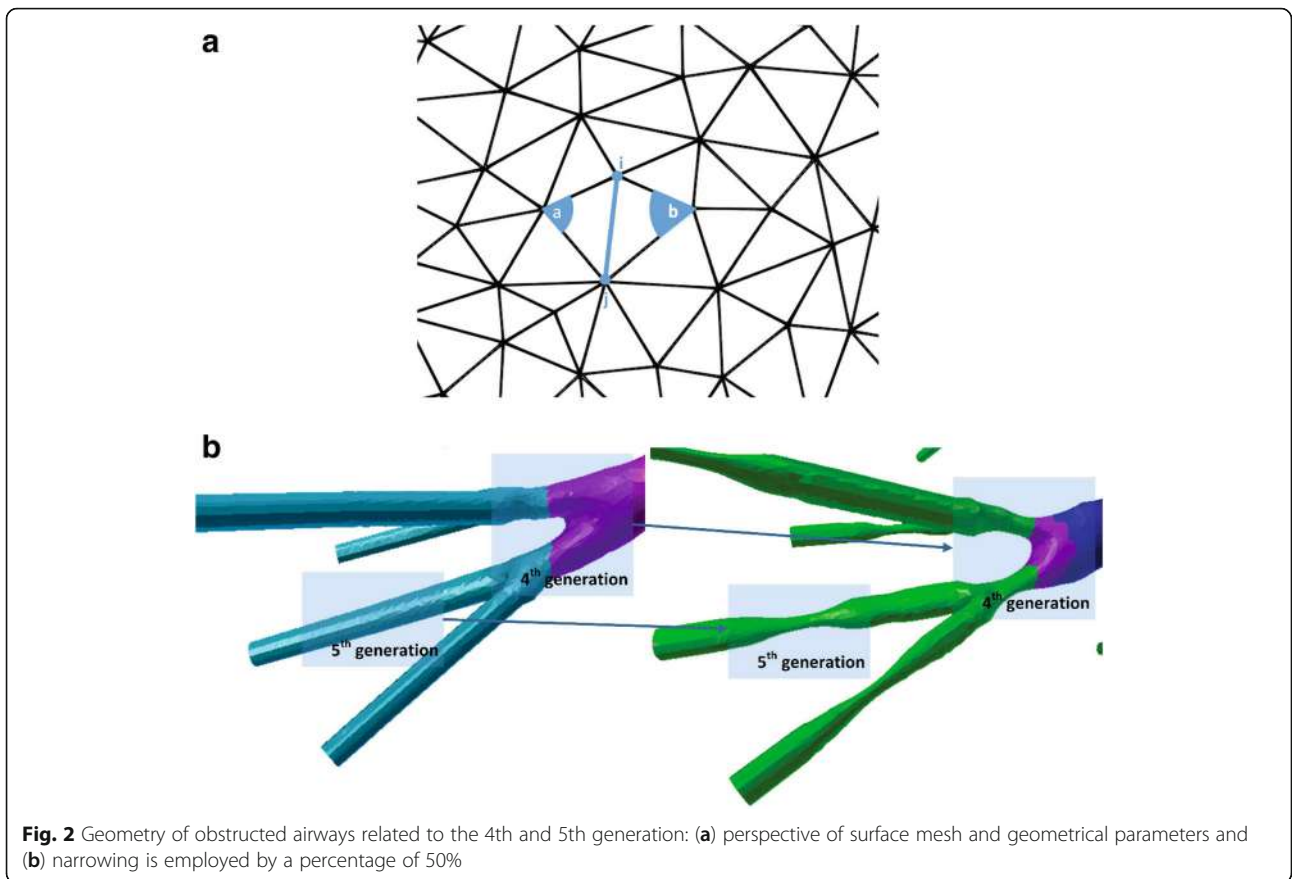 a
i
a
b
j
b
4th generation
5th generation
4th generation
5th generation
Fig. 2 Geometry of obstructed airways related to the 4th and 5th generation: (a) perspective of surface mesh and geometrical parameters and
(b) narrowing is employed by a percentage of 50%